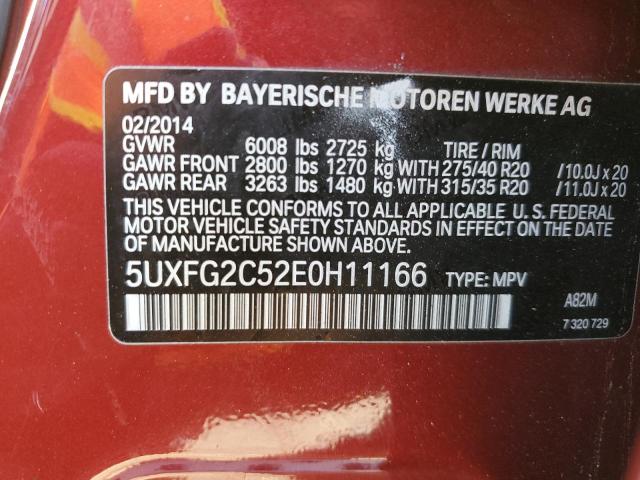 MFD BY BAYERISCHE MOTOREN WERKE AG
02/2014
GVWR 6008 lbs 2725 kg TIRE / RIM
GAWR FRONT 2800 lbs 1270 kg WITH 275/40 R20 /10.0J x 20
GAWR REAR 3263 lbs 1480 kg WITH 315/35 R20 /11.0J x 20
THIS VEHICLE CONFORMS TO ALL APPLICABLE U. S. FEDERAL
MOTOR VEHICLE SAFETY STANDARDS IN EFFECT ON THE DATE
OF MANUFACTURE SHOWN ABOVE.
5UXFG2C52E0H11166 TYPE: MPV
A82M
7 320 729